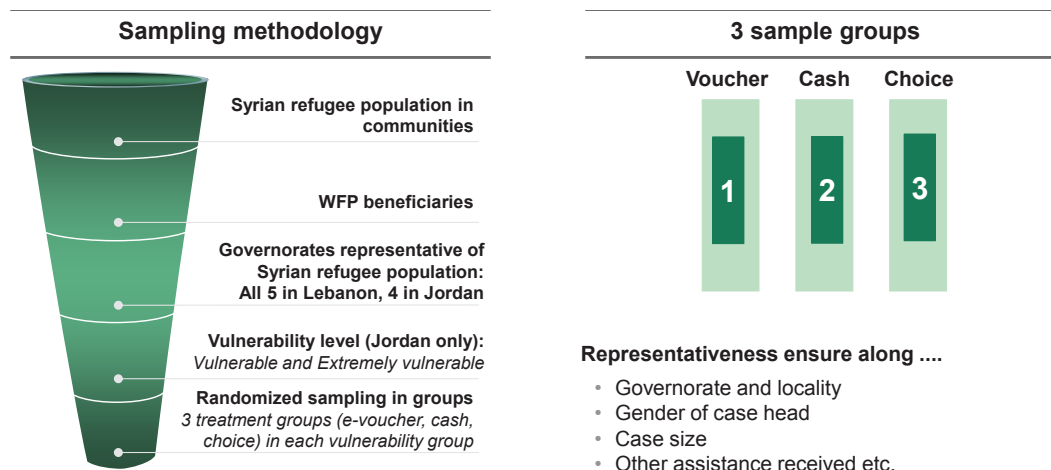 Sampling methodology
Syrian refugee population in
communities
WFP beneficiaries
Governorates representative of
Syrian refugee population:
All 5 in Lebanon, 4 in Jordan
Vulnerability level (Jordan only):
Vulnerable and Extremely vulnerable
Randomized sampling in groups
3 treatment groups (e-voucher, cash,
choice) in each vulnerability group
3 sample groups
Voucher Cash Choice
1 2 3
Representativeness ensure along ....
• Governorate and locality
• Gender of case head
• Case size
• Other assistance received etc.